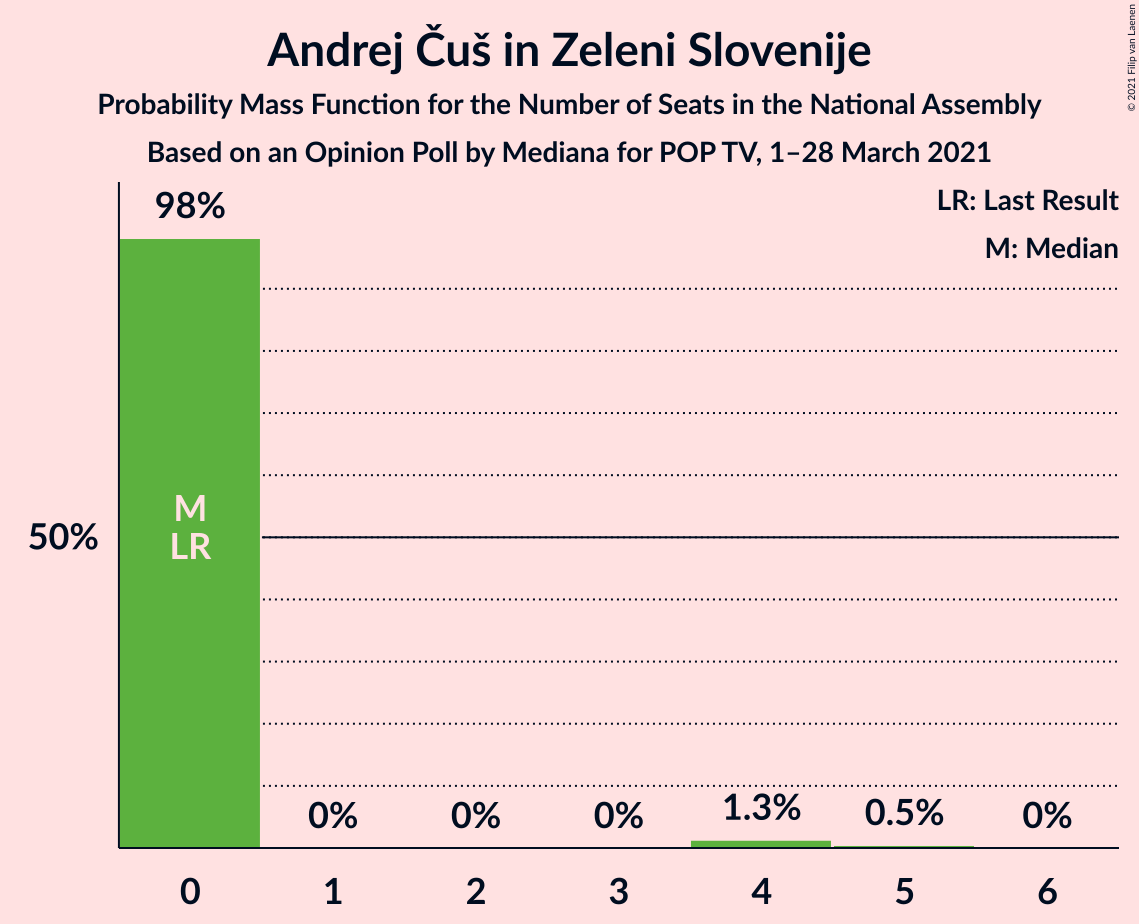 Andrej Čuš in Zeleni Slovenije
Probability Mass Function for the Number of Seats in the National Assembly
Based on an Opinion Poll by Mediana for POP TV, 1–28 March 2021
© 2021 Filip van Laenen
LR: Last Result
M: Median
98%
M
LR
50%
0%
0%
0%
1.3%
0.5%
0%
0
1
2
3
4
5
6